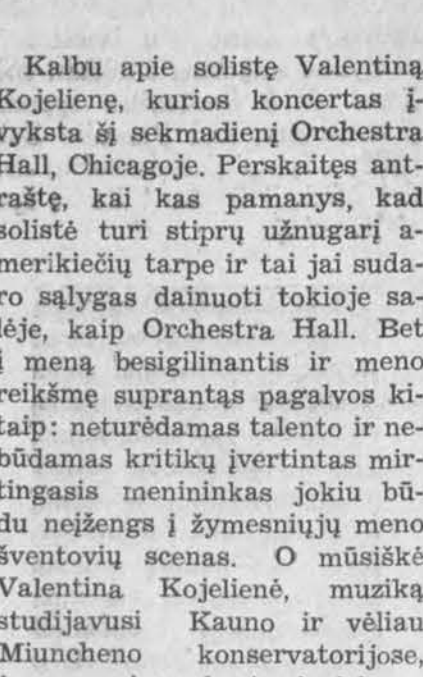 Kalbu apie solistę Valentiną
Kojelienę, kurios koncertas į-
vyksta šį sekmadienį Orchestra
Hall, Chicagoje. Perskaitęs ant-
raštę, kai kas pamanys, kad
solistė turi stiprų užnugarį a-
merikiečių tarpe ir tai jai suda-
ro sąlygas dainuoti tokioje sa-
lėje, kaip Orchestra Hall. Bet
į meną besigilinantis ir meno
reikšmę suprantąs pagalvos ki-
taip: neturėdamas talento ir ne-
būdamas kritikų įvertintas mir-
tingasis menininkas jokiu bū-
du neįžengs į žymesniųjų meno
šventovių scenas. O mūsiškė
Valentina Kojelienė, muziką
studijavusi Kauno ir vėliau
Miuncheno konservatorijose,